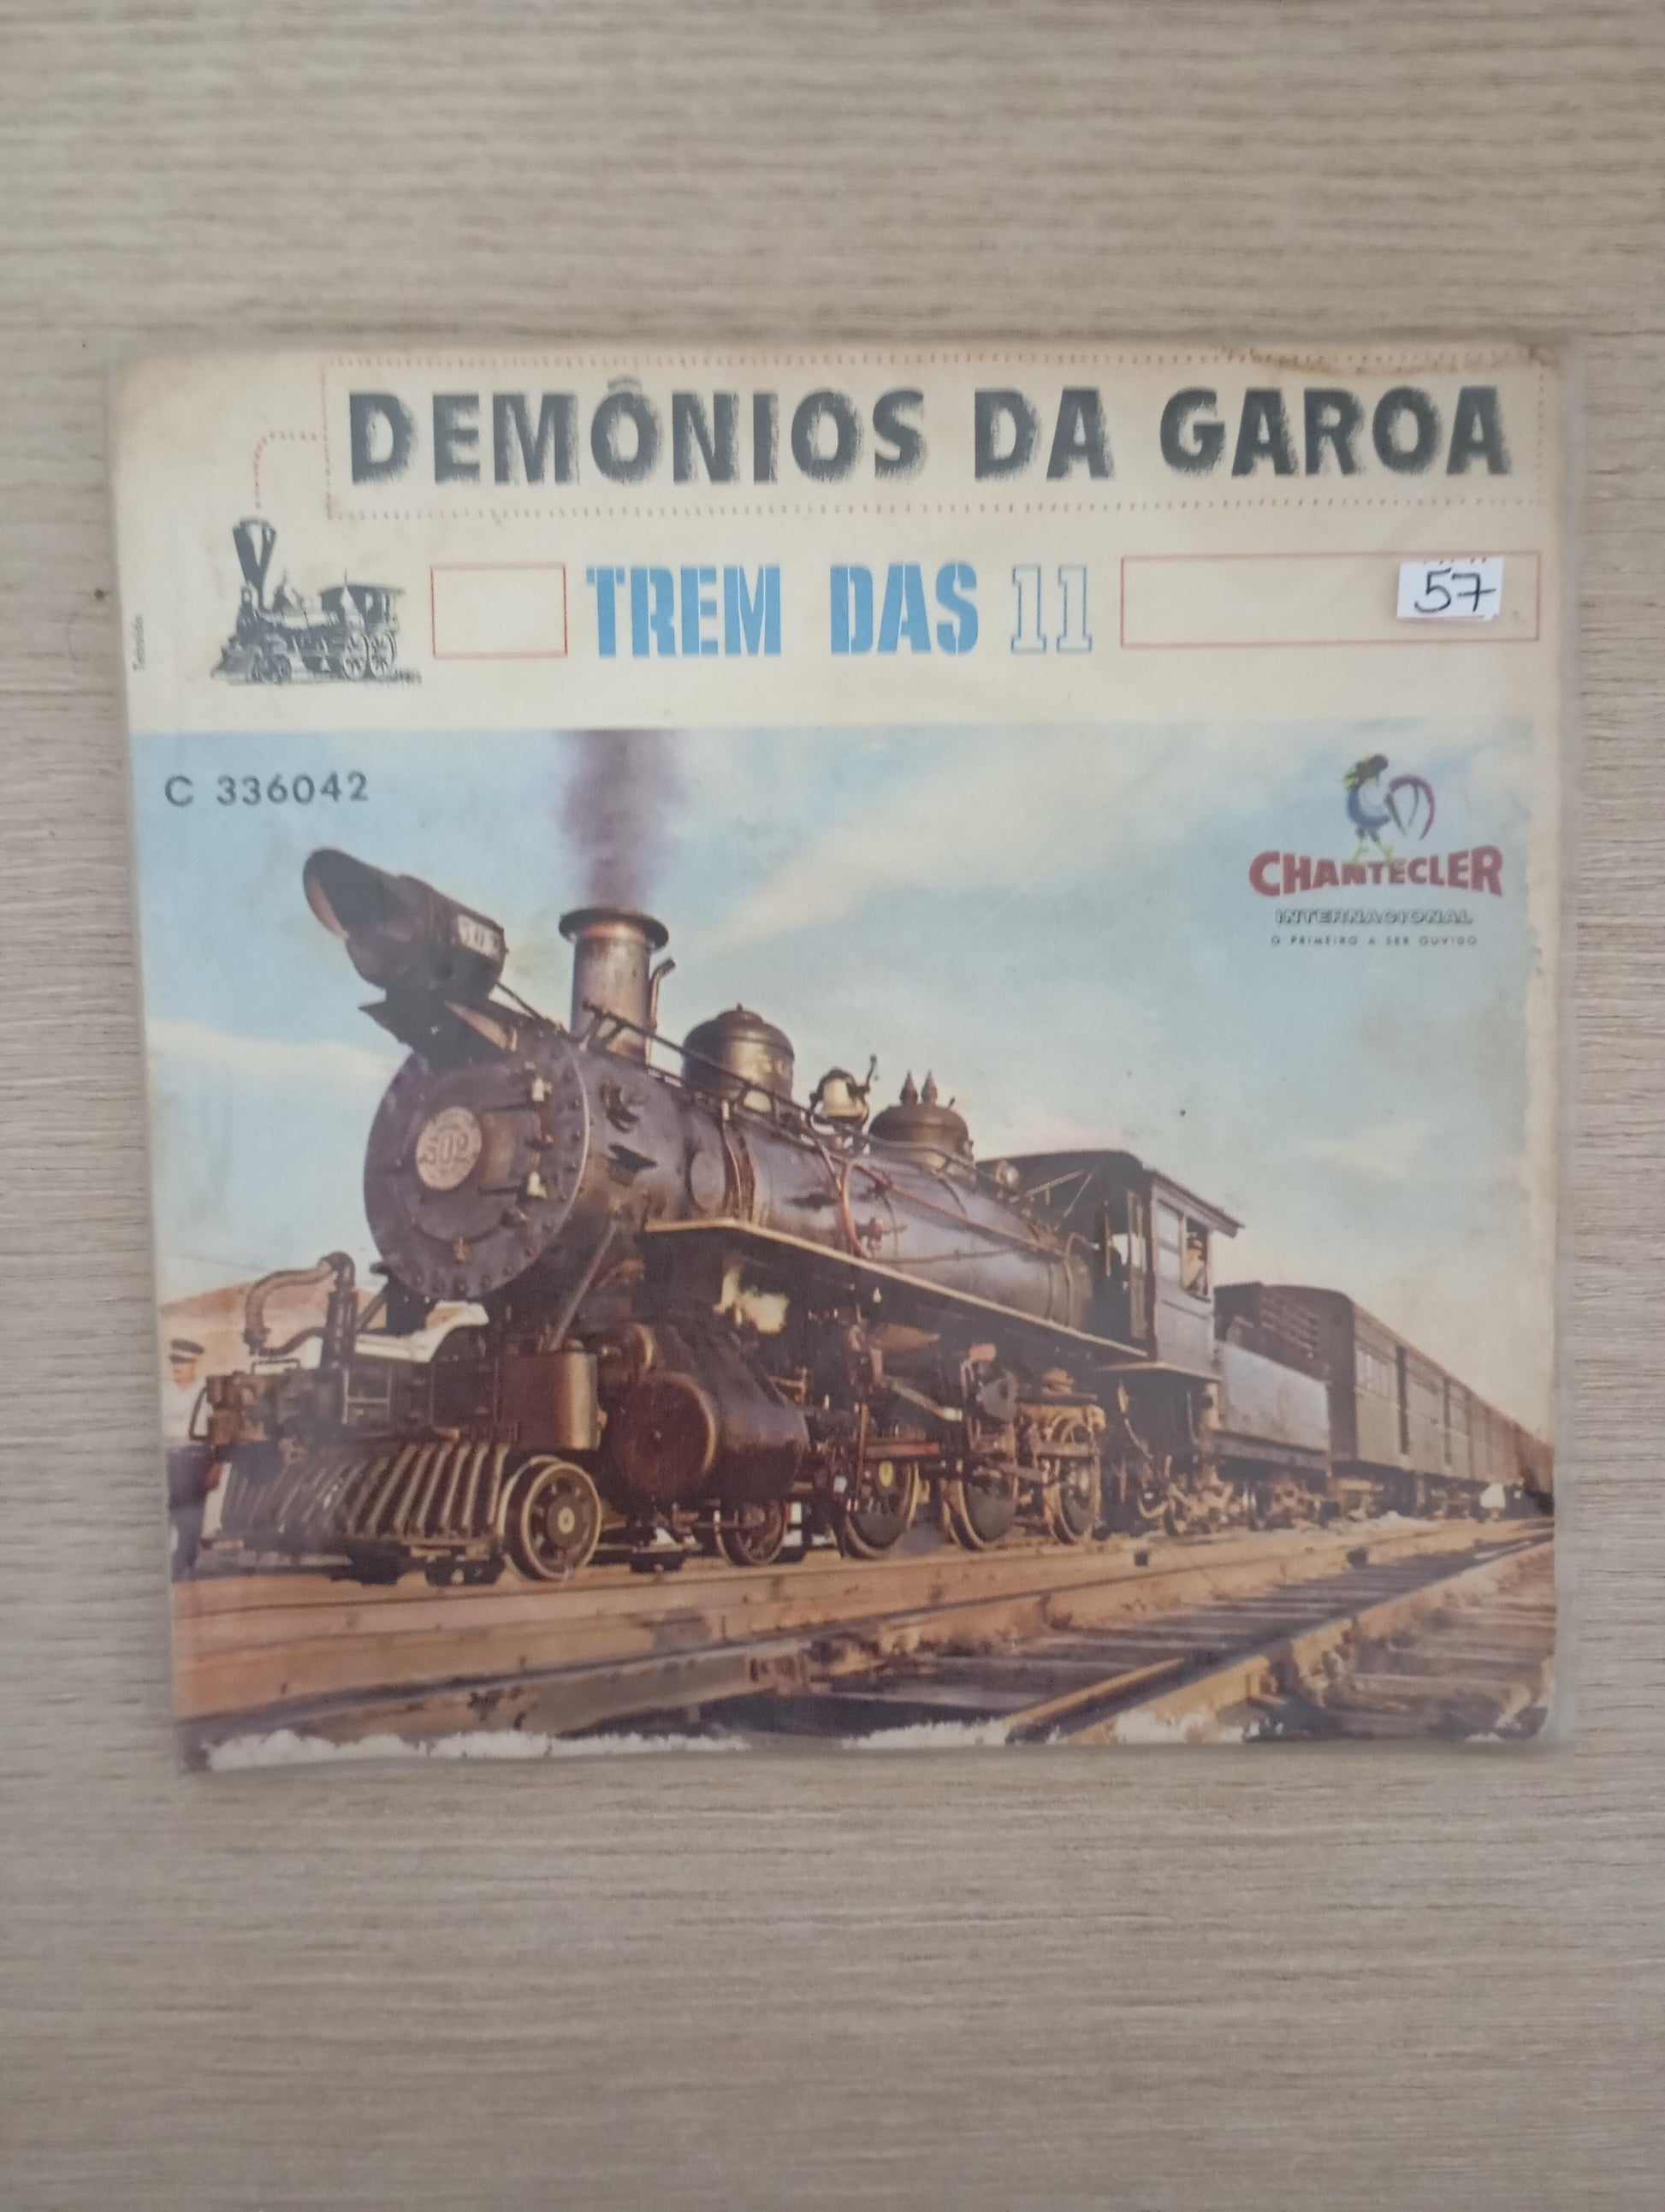 DEMÔNIOS DA GAROA
TREM DAS 11
57
C 336042
CHANTECLER
INTERNACIONAL
O PRIMEIRO A SER OUVIDO